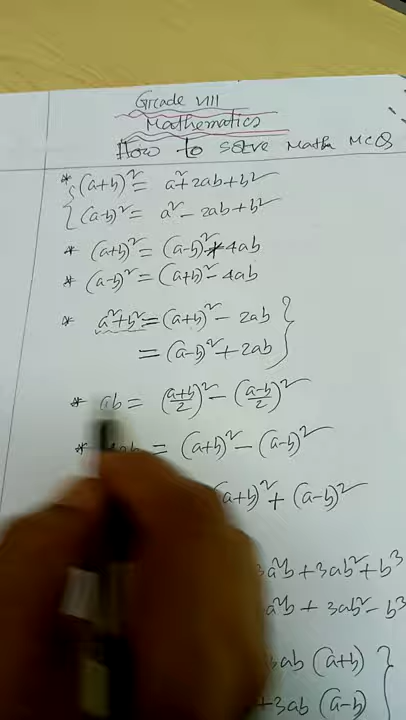 Grade VIII
Mathematics
How to solve Math MCQ
* (a+b)² = a²+2ab+b²
(a-b)² = a² - 2ab+b²
* (a+b)² = (a-b)²+4ab
* (a-b)² = (a+b)² - 4ab
* a²+b² = (a+b)² - 2ab
= (a-b)² + 2ab
* ab = (a+b/2)² - (a-b/2)²
* = (a+b)² - (a-b)²
(a+b)² + (a-b)²
3a²b + 3ab² + b³
a²b + 3ab² - b³
3ab (a+b)
+3ab (a-b)